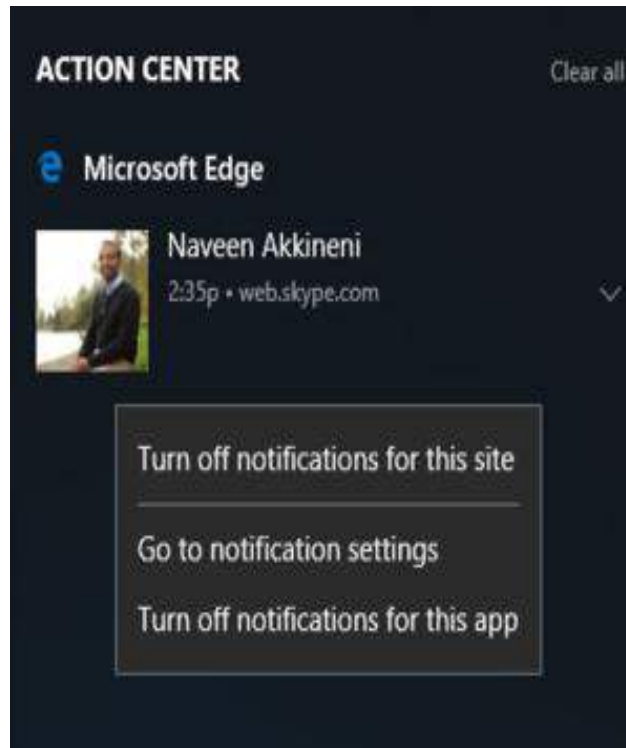 ACTION CENTER Clear all
Microsoft Edge
Naveen Akkineni
2:35p • web.skype.com
Turn off notifications for this site
Go to notification settings
Turn off notifications for this app